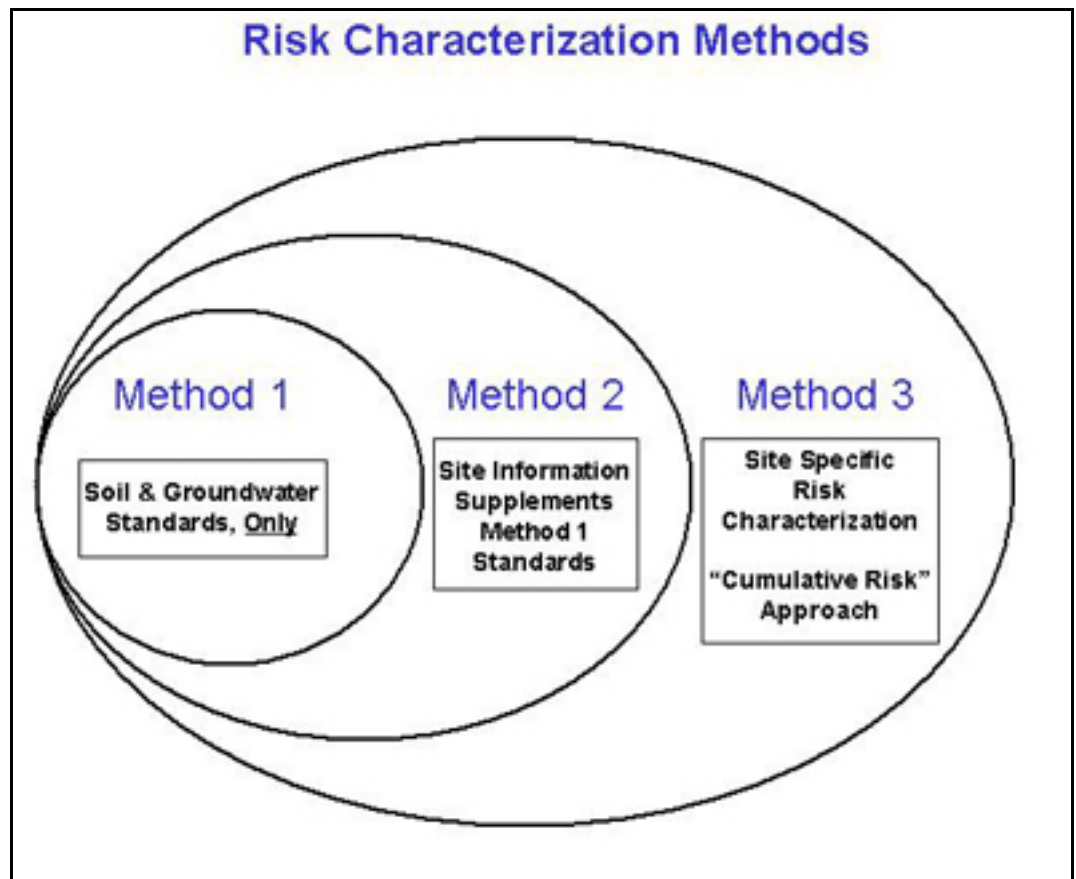 Risk Characterization Methods
Method 1
Soil & Groundwater
Standards, Only
Method 2
Site Information
Supplements
Method 1
Standards
Method 3
Site Specific
Risk
Characterization
“Cumulative Risk”
Approach